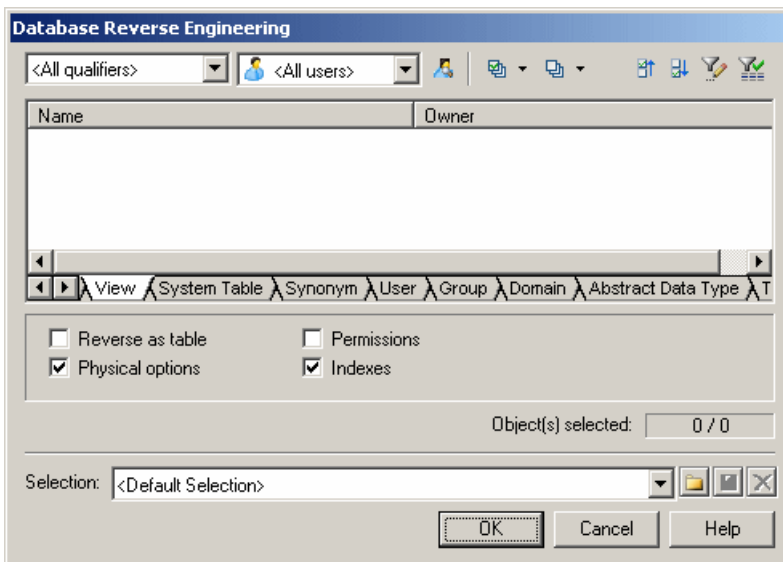 Database Reverse Engineering
<All qualifiers> <All users>
Name Owner
View System Table Synonym User Group Domain Abstract Data Type T
Reverse as table Permissions
Physical options Indexes
Object(s) selected: 0 / 0
Selection: <Default Selection>
OK Cancel Help